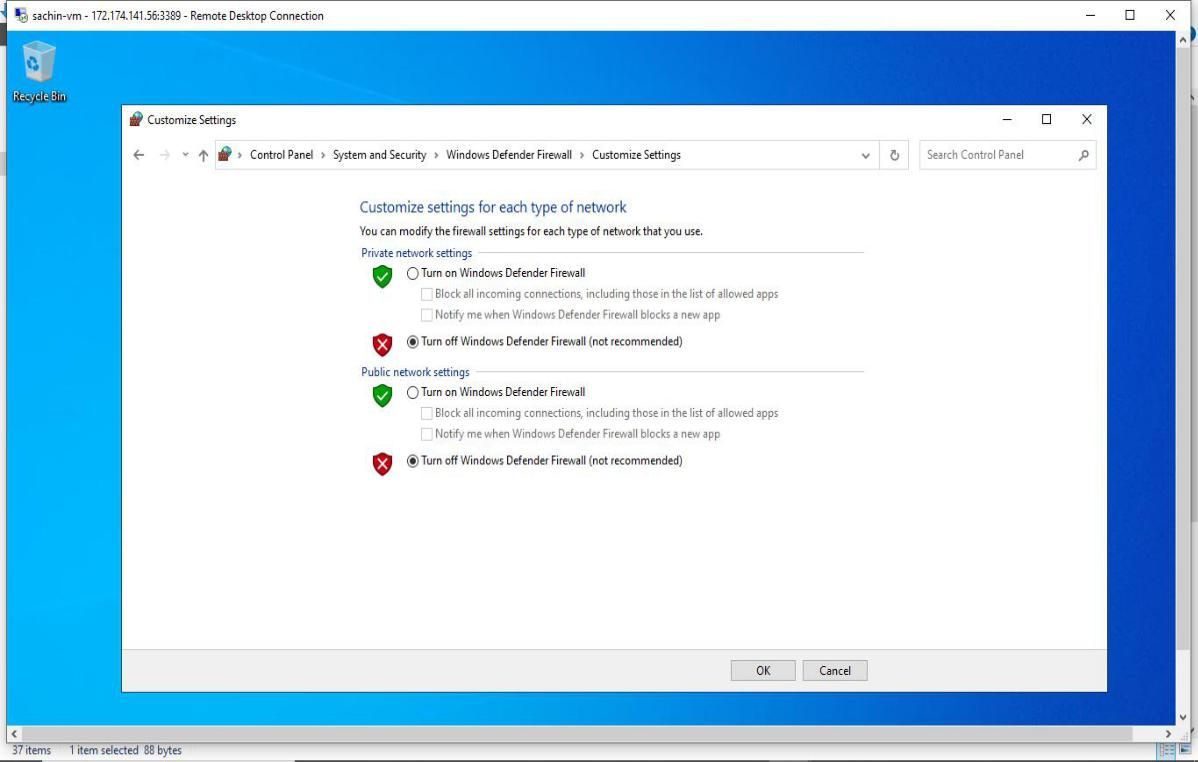 sachin-vm - 172.174.141.56:3389 - Remote Desktop Connection
Recycle Bin
Customize Settings
Control Panel › System and Security › Windows Defender Firewall › Customize Settings
Search Control Panel
Customize settings for each type of network
You can modify the firewall settings for each type of network that you use.
Private network settings
Turn on Windows Defender Firewall
Block all incoming connections, including those in the list of allowed apps
Notify me when Windows Defender Firewall blocks a new app
Turn off Windows Defender Firewall (not recommended)
Public network settings
Turn on Windows Defender Firewall
Block all incoming connections, including those in the list of allowed apps
Notify me when Windows Defender Firewall blocks a new app
Turn off Windows Defender Firewall (not recommended)
OK Cancel
37 items 1 item selected 88 bytes